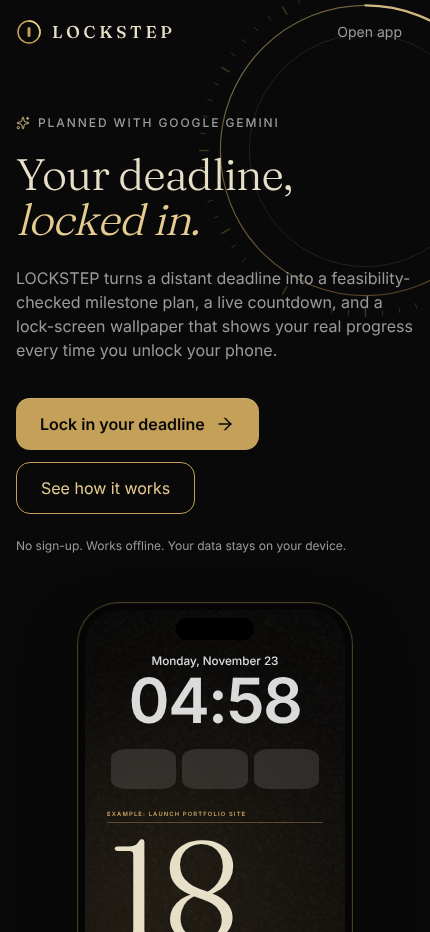 LOCKSTEP
Open app
PLANNED WITH GOOGLE GEMINI
Your deadline,
locked in.
LOCKSTEP turns a distant deadline into a feasibility-
checked milestone plan, a live countdown, and a
lock-screen wallpaper that shows your real progress
every time you unlock your phone.
Lock in your deadline →
See how it works
No sign-up. Works offline. Your data stays on your device.
Monday, November 23
04:58
EXAMPLE: LAUNCH PORTFOLIO SITE
18